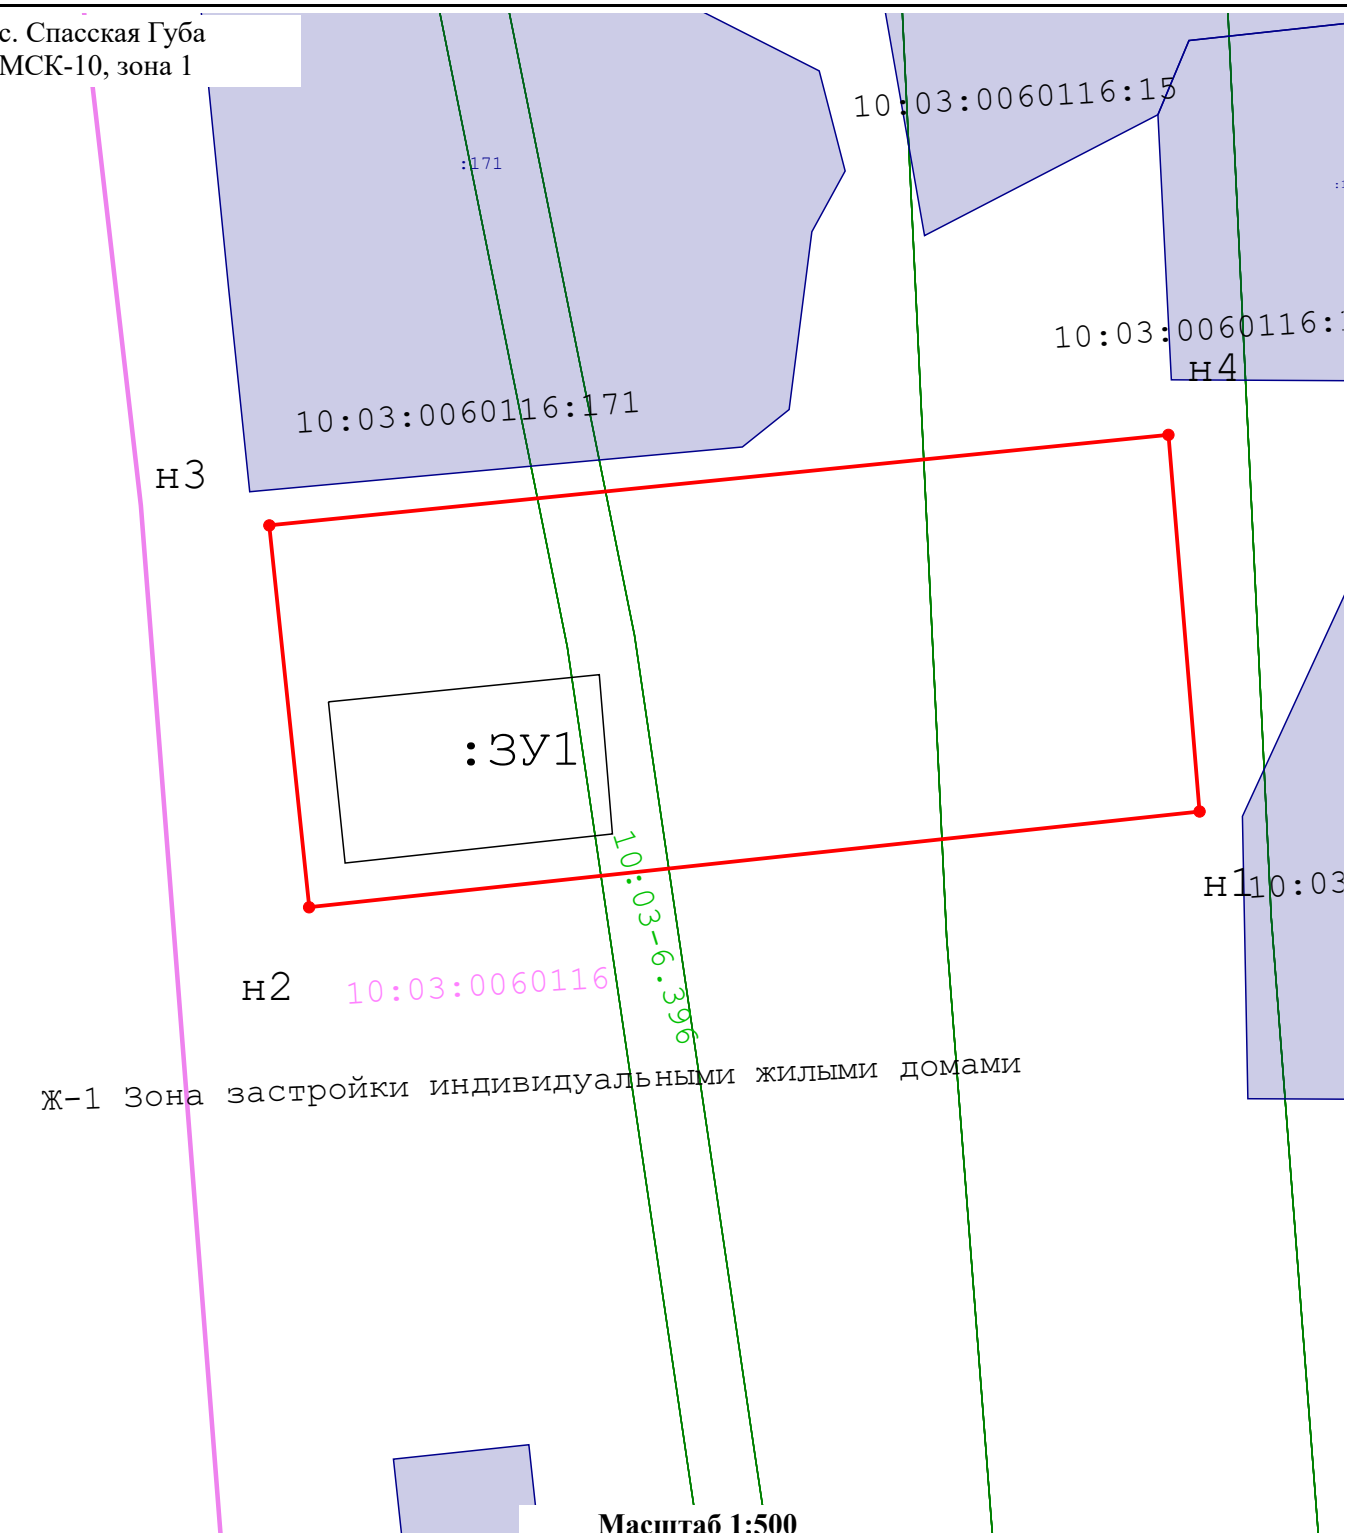 с. Спасская Губа
МСК-10, зона 1
10:03:0060116:15
:171
10:03:0060116:
н4
10:03:0060116:171
н3
:ЗУ1
10:03-6.396
н1
10:03
н2
10:03:0060116
Ж-1 Зона застройки индивидуальными жилыми домами
Масштаб 1:500